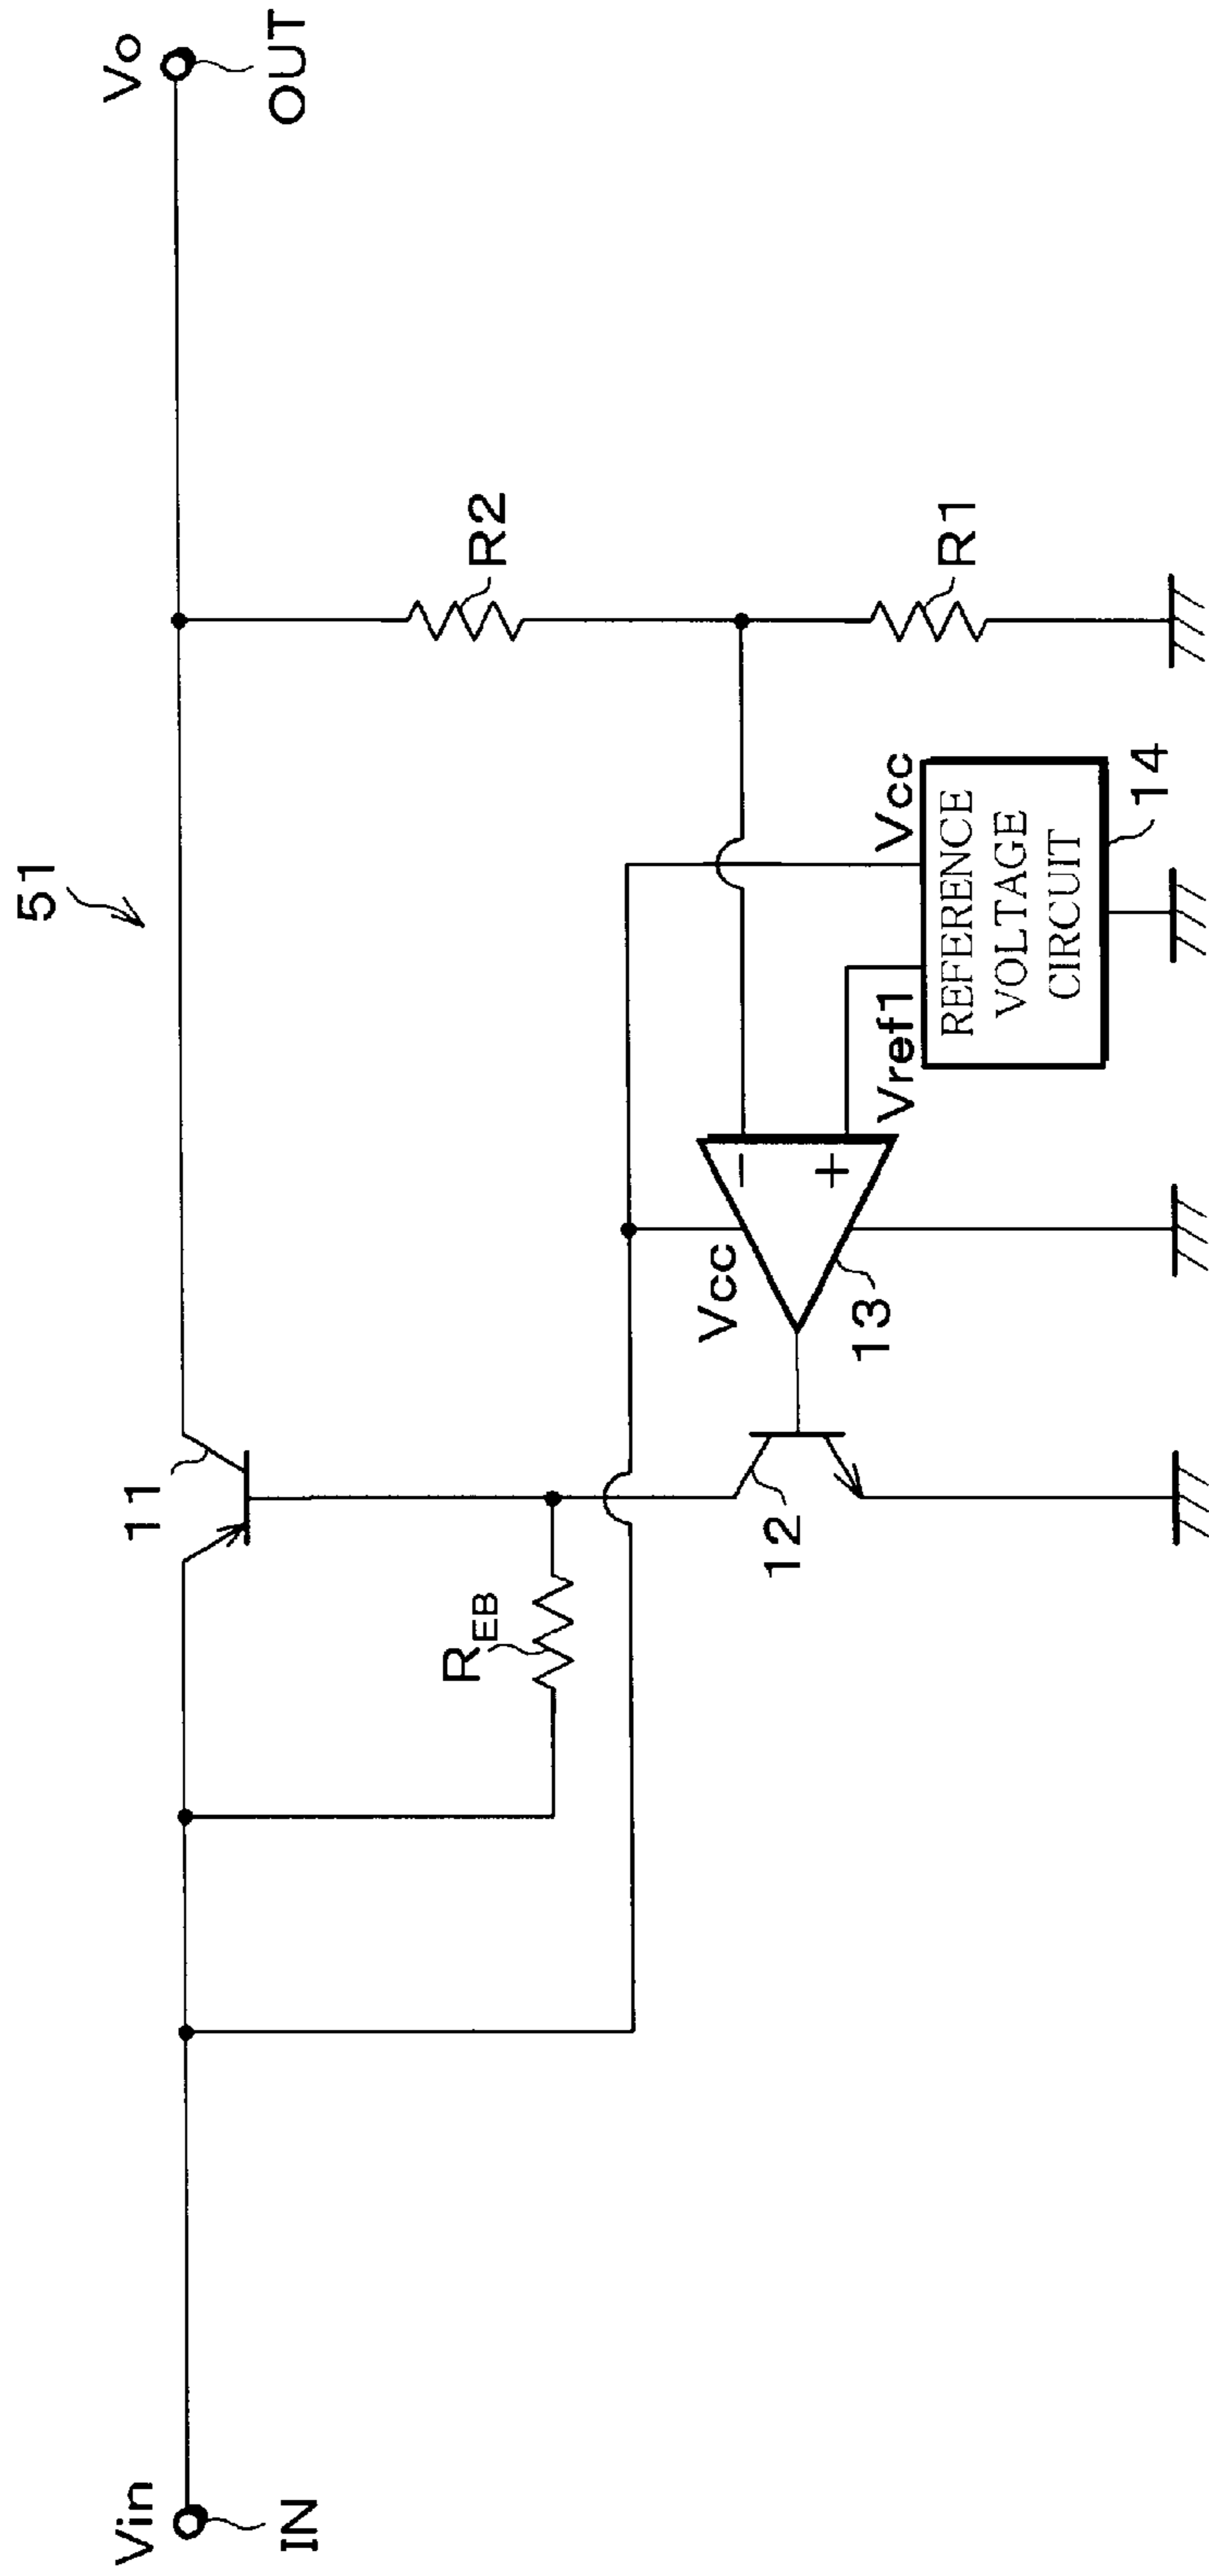 51
Vin
IN
11
Vo
OUT
REB
R2
Vcc
Vcc
R1
12
13
−
+
Vref1
REFERENCE
VOLTAGE
CIRCUIT
14